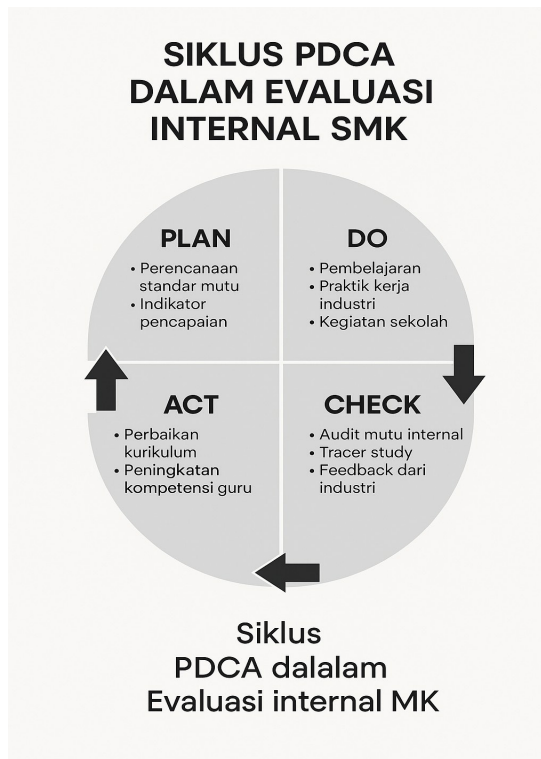 SIKLUS PDCA
DALAM EVALUASI
INTERNAL SMK
PLAN
• Perencanaan
standar mutu
• Indikator
pencapaian
DO
• Pembelajaran
• Praktik kerja
industri
• Kegiatan sekolah
ACT
• Perbaikan
kurikulum
• Peningkatan
kompetensi guru
CHECK
• Audit mutu internal
• Tracer study
• Feedback dari
industri
Siklus
PDCA dalalam
Evaluasi internal MK